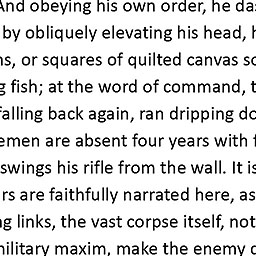 And obeying his own order, he da
by obliquely elevating his head, h
ns, or squares of quilted canvas so
g fish; at the word of command, t
falling back again, ran dripping do
emen are absent four years with f
swings his rifle from the wall. It is
rs are faithfully narrated here, as
ng links, the vast corpse itself, not
military maxim, make the enemy